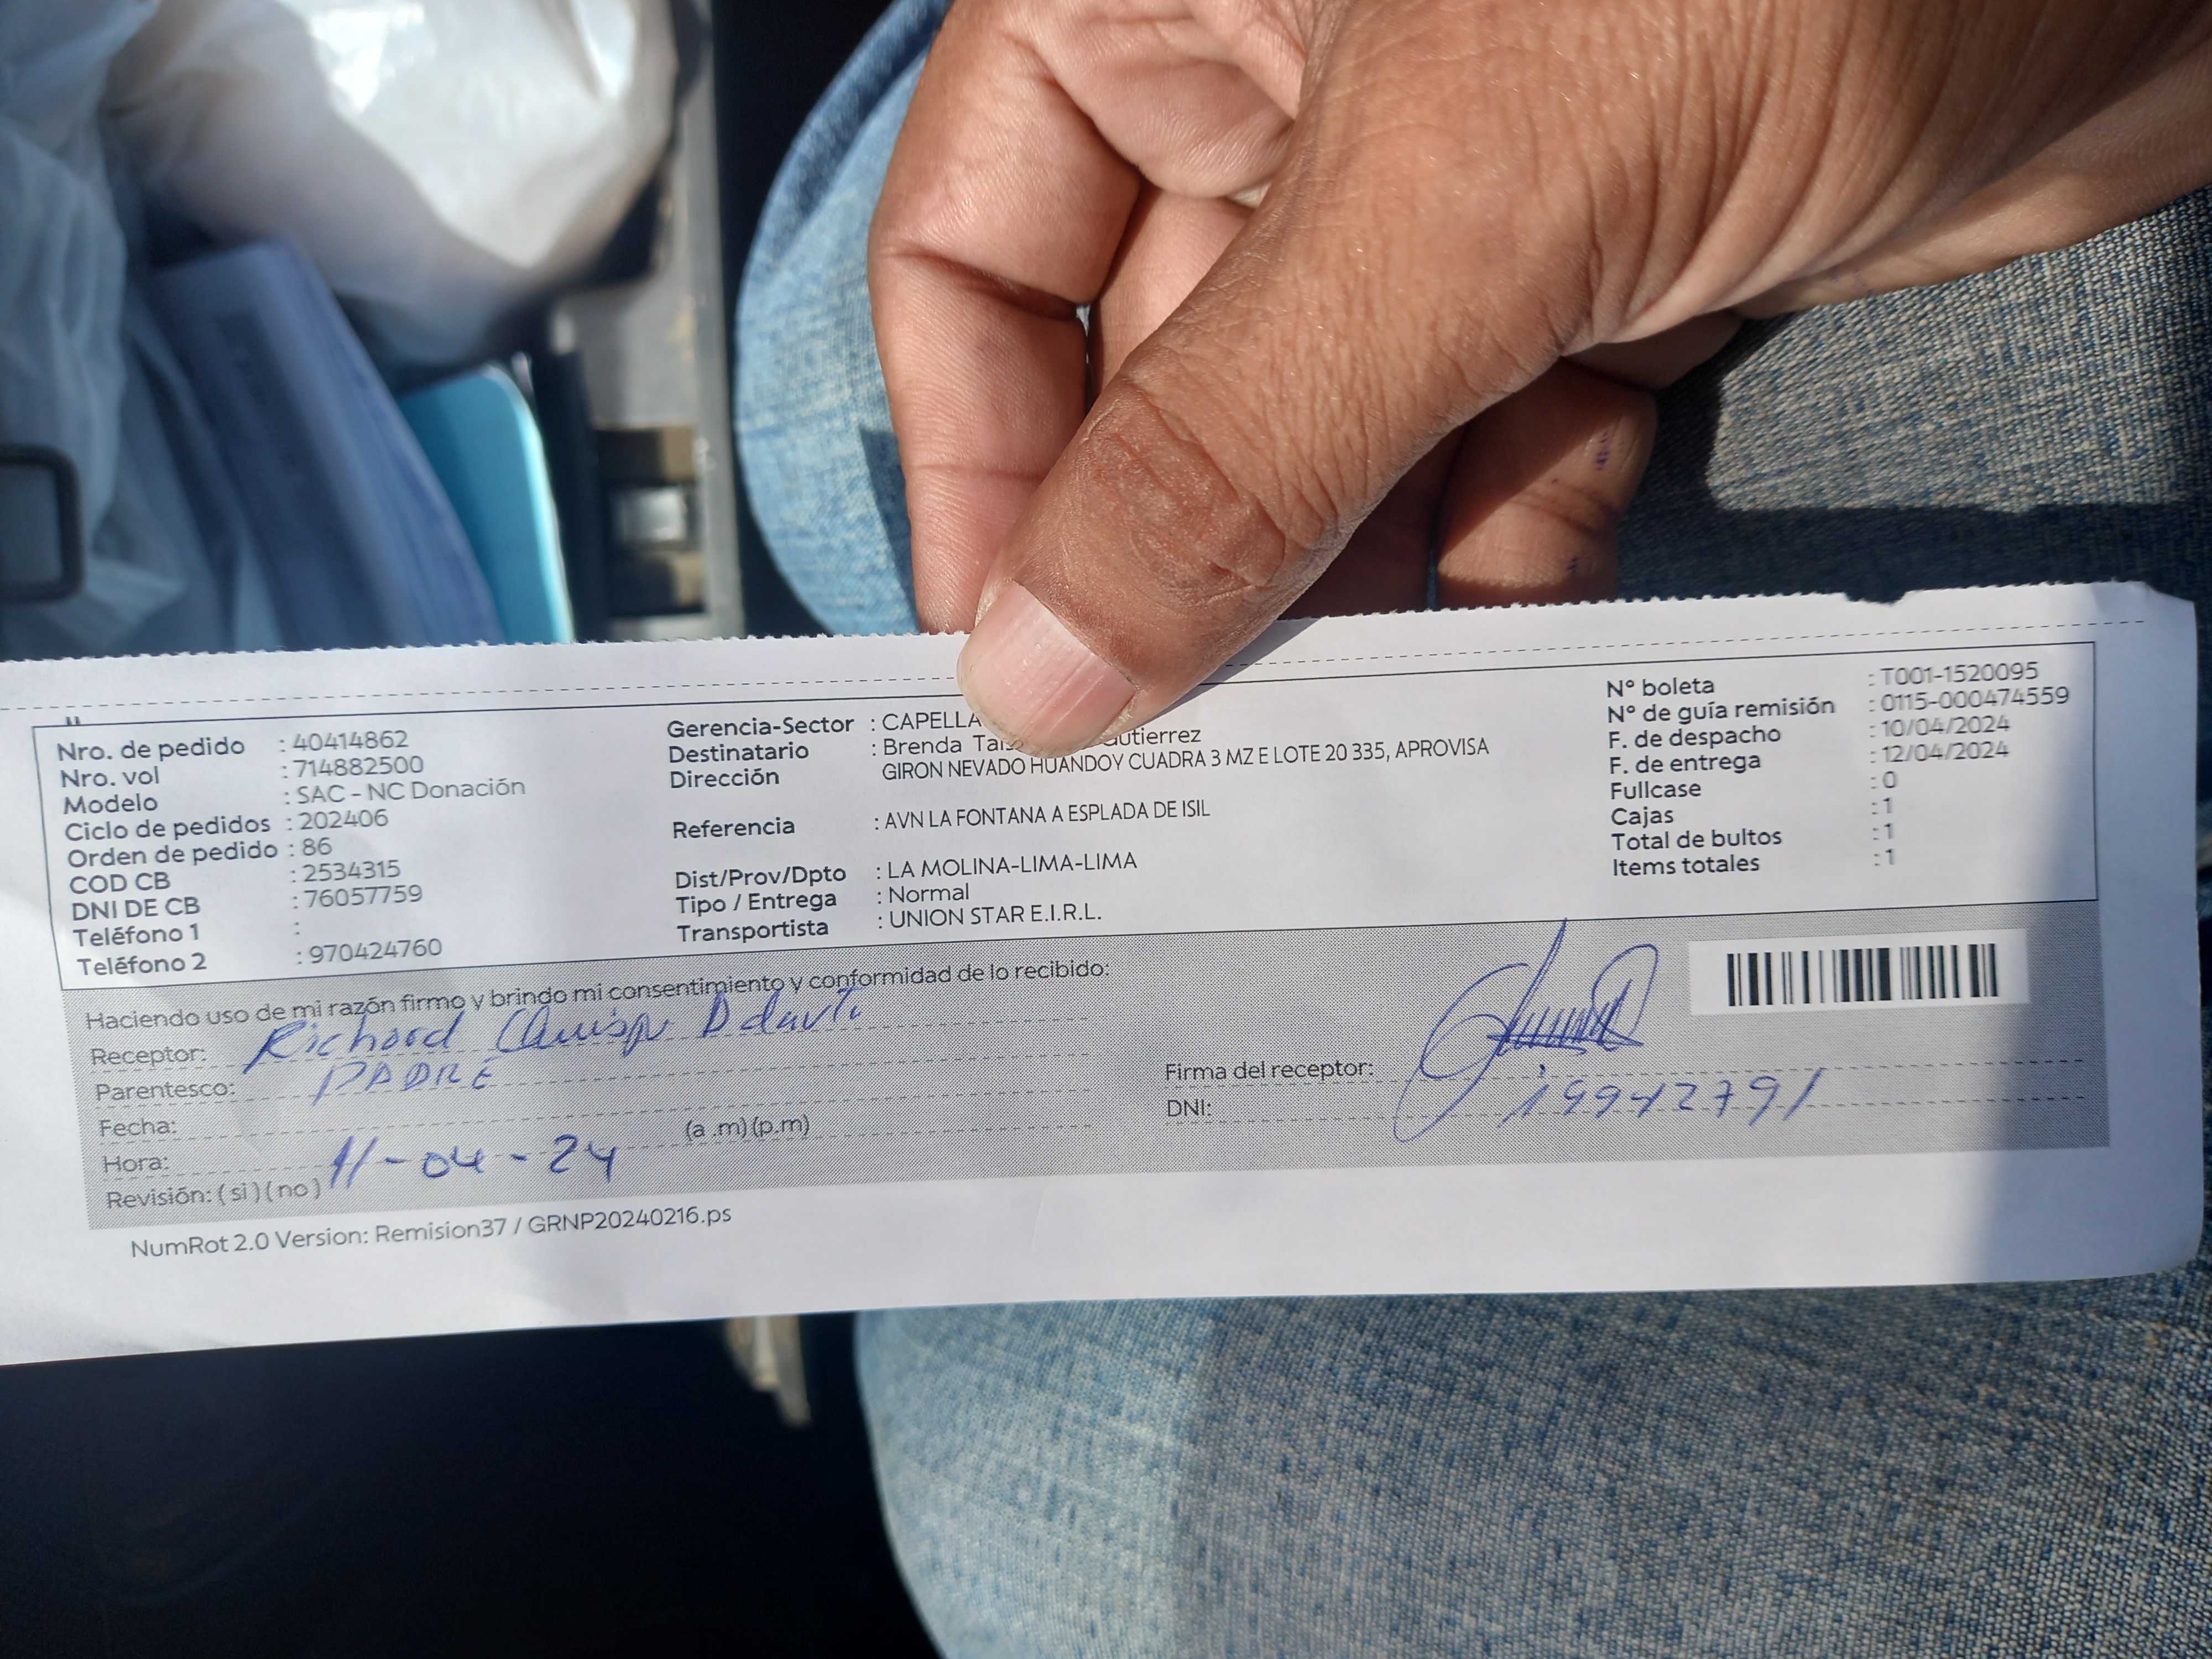 Nro. de pedido : 40414862
Nro. vol : 714882500
Modelo : SAC - NC Donación
Ciclo de pedidos : 202406
Orden de pedido : 86
COD CB : 2534315
DNI DE CB : 76057759
Teléfono 1 :
Teléfono 2 : 970424760
Gerencia-Sector : CAPELLA
Destinatario : Brenda Gutierrez
Dirección : GIRON NEVADO HUANDOY CUADRA 3 MZ E LOTE 20 335, APROVISA
Referencia : AVN LA FONTANA A ESPLADA DE ISIL
Dist/Prov/Dpto : LA MOLINA-LIMA-LIMA
Tipo / Entrega : Normal
Transportista : UNION STAR E.I.R.L.
N° boleta : T001-1520095
N° de guía remisión : 0115-000474559
F. de despacho : 10/04/2024
F. de entrega : 12/04/2024
Fullcase : 0
Cajas : 1
Total de bultos : 1
Items totales : 1
Haciendo uso de mi razón firmo y brindo mi consentimiento y conformidad de lo recibido:
Receptor: Richard Quispe
Parentesco: PADRE
Fecha:
Hora: 11-04-24 (a .m) (p.m)
Revisión: ( si ) ( no )
Firma del receptor:
DNI: 19942791
NumRot 2.0 Version: Remision37 / GRNP20240216.ps